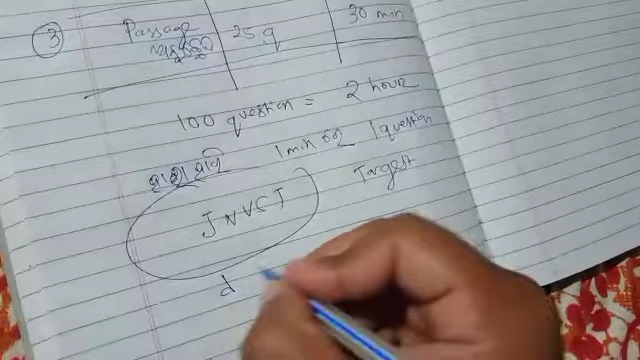 ③ Passage 25 q 30 min
100 question = 2 hour
1 min ରେ 1 question
Target
JNVST
d